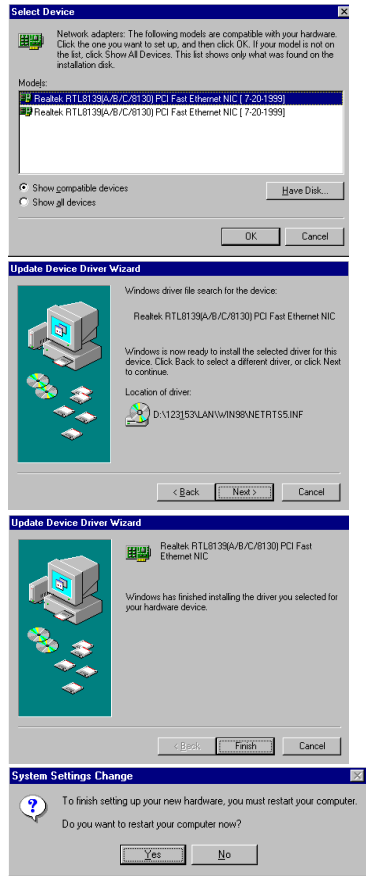 Select Device
Network adapters: The following models are compatible with your hardware.
Click the one you want to set up, and then click OK. If your model is not on
the list, click Show All Devices. This list shows only what was found on the
installation disk.
Models:
Realtek RTL8139(A/B/C/8130) PCI Fast Ethernet NIC [ 7-20-1999]
Realtek RTL8139(A/B/C/8130) PCI Fast Ethernet NIC [ 7-20-1999]
Show compatible devices
Show all devices
Have Disk...
OK Cancel
Update Device Driver Wizard
Windows driver file search for the device:
Realtek RTL8139(A/B/C/8130) PCI Fast Ethernet NIC
Windows is now ready to install the selected driver for this
device. Click Back to select a different driver, or click Next
to continue.
Location of driver:
D:\123153\LAN\WIN98\NETRTS5.INF
< Back Next > Cancel
Update Device Driver Wizard
Realtek RTL8139(A/B/C/8130) PCI Fast
Ethernet NIC
Windows has finished installing the driver you selected for
your hardware device.
< Back Finish Cancel
System Settings Change
To finish setting up your new hardware, you must restart your computer.
Do you want to restart your computer now?
Yes No